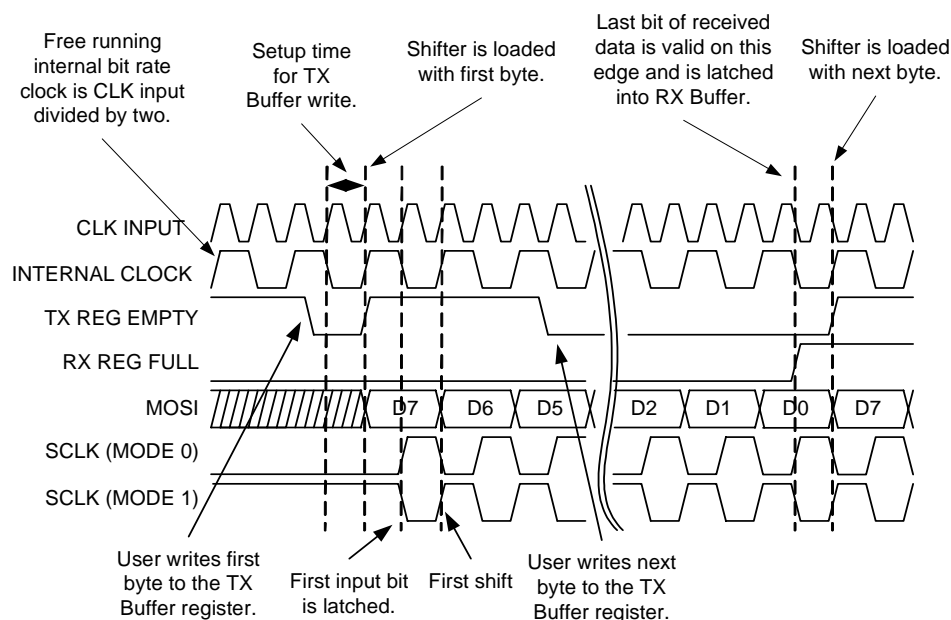 Free running
internal bit rate
clock is CLK input
divided by two.
Setup time
for TX
Buffer write.
Shifter is loaded
with first byte.
Last bit of received
data is valid on this
edge and is latched
into RX Buffer.
Shifter is loaded
with next byte.
CLK INPUT
INTERNAL CLOCK
TX REG EMPTY
RX REG FULL
MOSI
D7
D6
D5
D2
D1
D0
D7
SCLK (MODE 0)
SCLK (MODE 1)
User writes first
byte to the TX
Buffer register.
First input bit
is latched.
First shift
User writes next
byte to the TX
Buffer register.